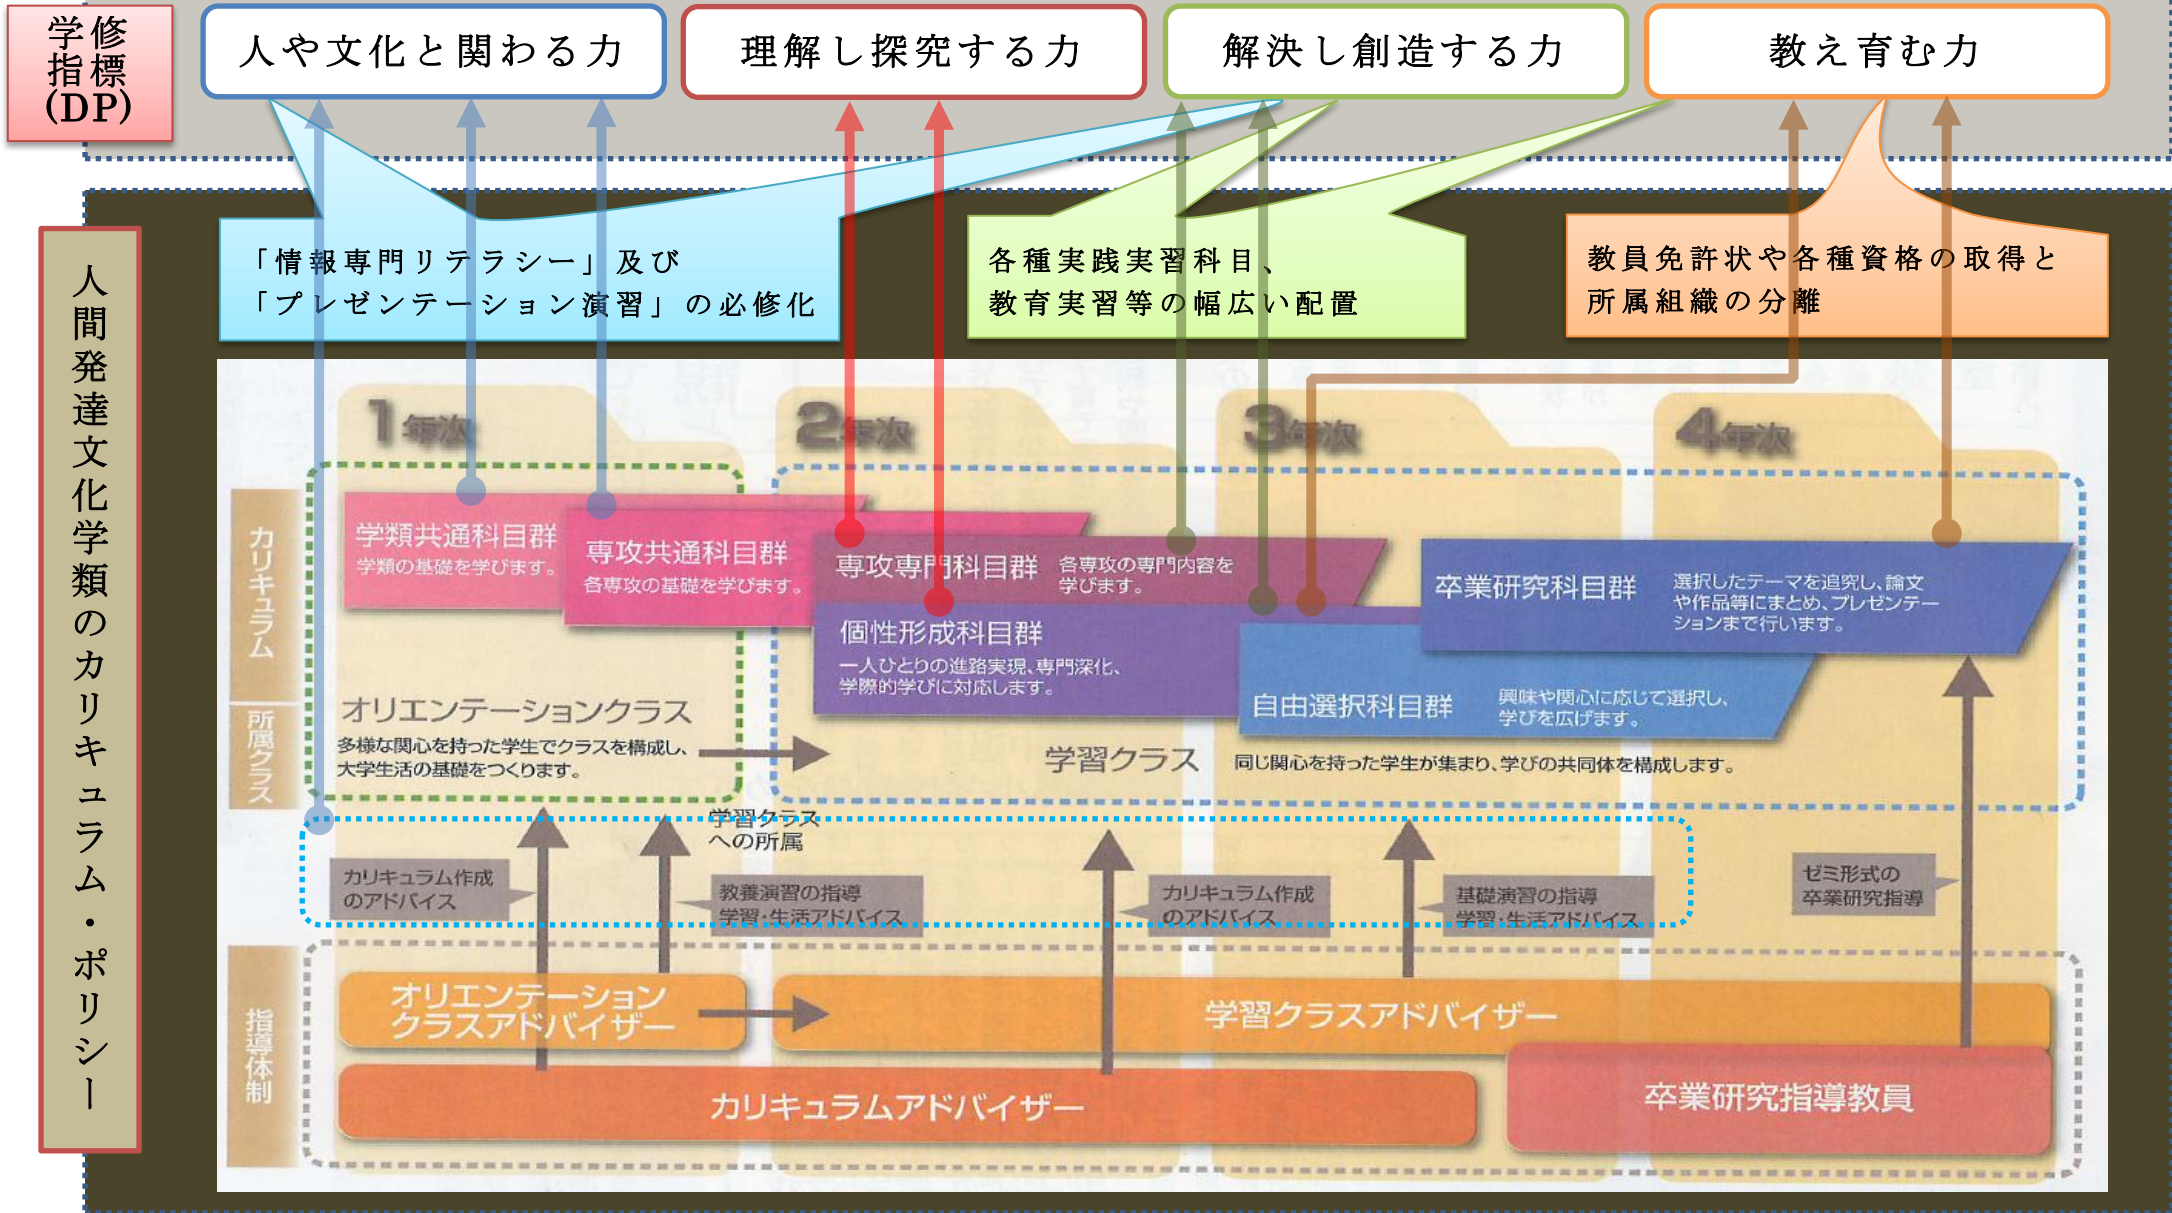 学修
指標
(DP)
人や文化と関わる力
理解し探究する力
解決し創造する力
教え育む力
「情報専門リテラシー」及び
「プレゼンテーション演習」の必修化
各種実践実習科目、
教育実習等の幅広い配置
教員免許状や各種資格の取得と
所属組織の分離
人間発達文化学類のカリキュラム・ポリシー
1年次
2年次
3年次
4年次
カリキュラム
学類共通科目群
学類の基礎を学びます。
専攻共通科目群
各専攻の基礎を学びます。
専攻専門科目群
各専攻の専門内容を
学びます。
個性形成科目群
一人ひとりの進路実現、専門深化、
学際的学びに対応します。
自由選択科目群
興味や関心に応じて選択し、
学びを広げます。
卒業研究科目群
選択したテーマを追究し、論文
や作品等にまとめ、プレゼンテー
ションまで行います。
所属クラス
オリエンテーションクラス
多様な関心を持った学生でクラスを構成し、
大学生活の基礎をつくります。
学習クラス
同じ関心を持った学生が集まり、学びの共同体を構成します。
学習クラス
への所属
カリキュラム作成
のアドバイス
教養演習の指導
学習・生活アドバイス
カリキュラム作成
のアドバイス
基礎演習の指導
学習・生活アドバイス
ゼミ形式の
卒業研究指導
指導体制
オリエンテーション
クラスアドバイザー
学習クラスアドバイザー
カリキュラムアドバイザー
卒業研究指導教員